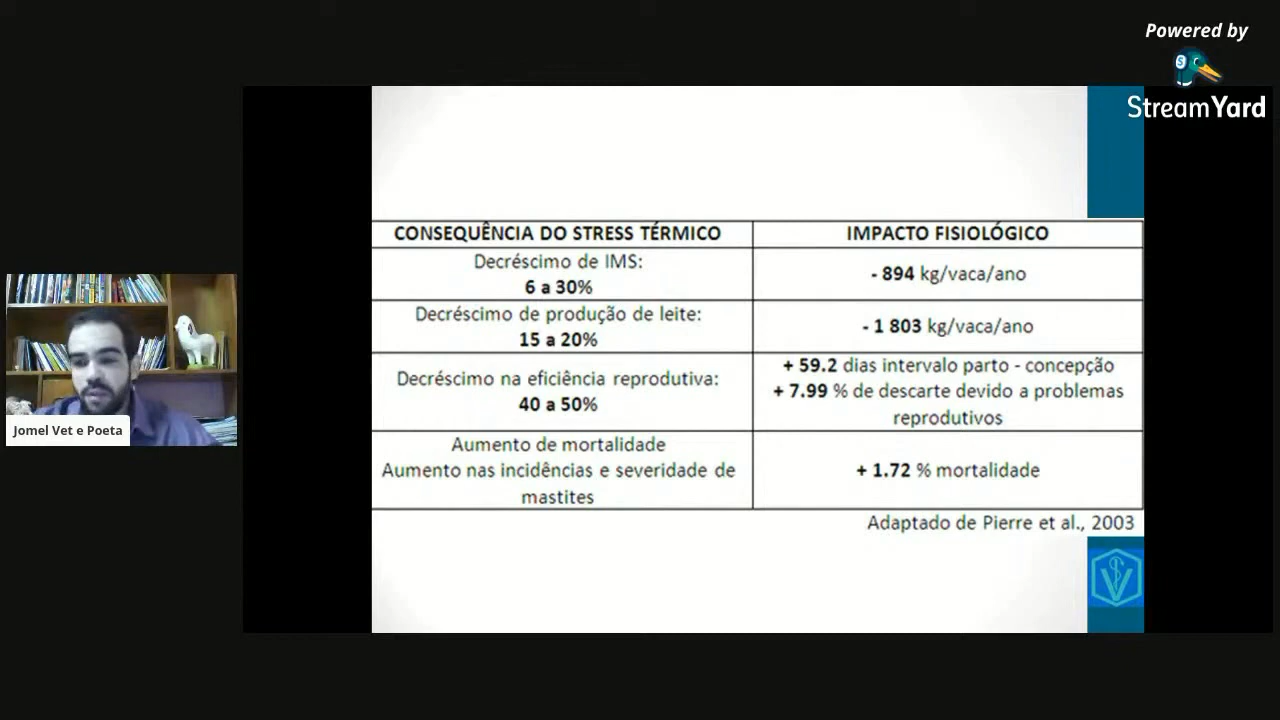 Powered by
StreamYard
CONSEQUÊNCIA DO STRESS TÉRMICO
IMPACTO FISIOLÓGICO
Decréscimo de IMS:
6 a 30%
- 894 kg/vaca/ano
Decréscimo de produção de leite:
15 a 20%
- 1 803 kg/vaca/ano
Decréscimo na eficiência reprodutiva:
40 a 50%
+ 59.2 dias intervalo parto - concepção
+ 7.99 % de descarte devido a problemas
reprodutivos
Aumento de mortalidade
Aumento nas incidências e severidade de
mastites
+ 1.72 % mortalidade
Adaptado de Pierre et al., 2003
Jomel Vet e Poeta